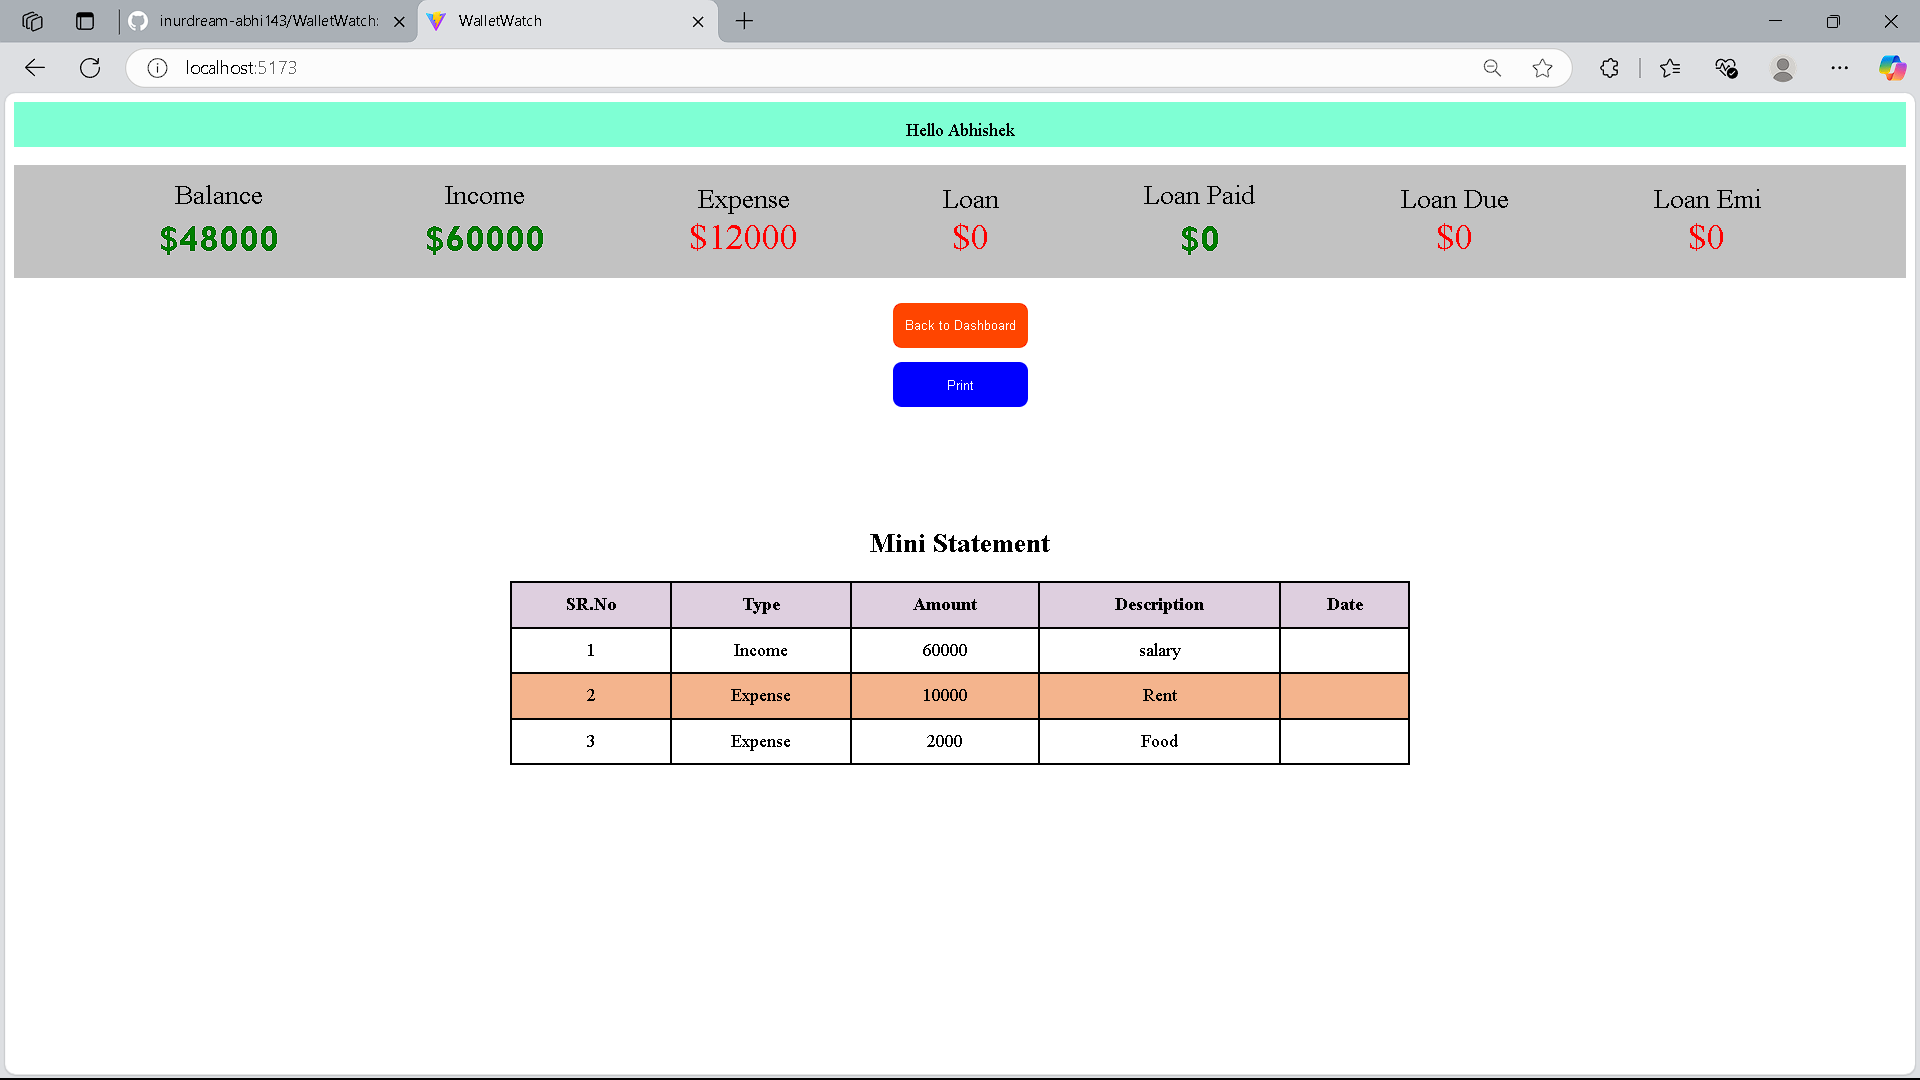 inurdream-abhi143/WalletWatch:
WalletWatch
localhost:5173
Hello Abhishek
Balance Income Expense Loan Loan Paid Loan Due Loan Emi
$48000 $60000 $12000 $0 $0 $0 $0
Back to Dashboard
Print
Mini Statement
SR.No Type Amount Description Date
1 Income 60000 salary
2 Expense 10000 Rent
3 Expense 2000 Food